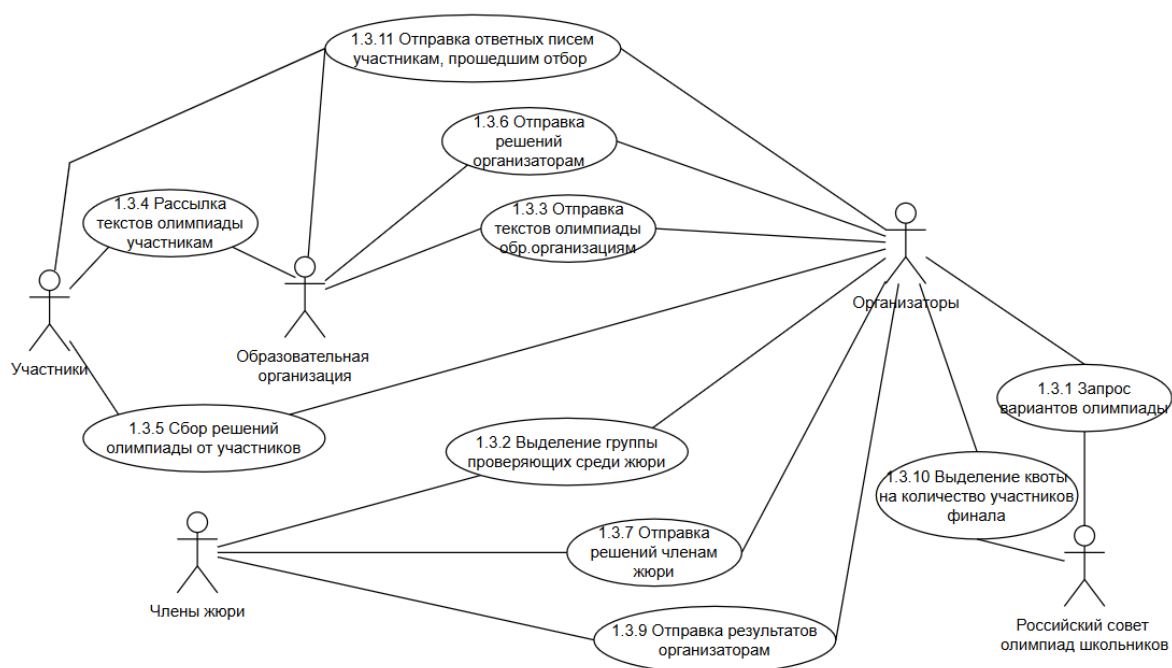 1.3.11 Отправка ответных писем
участникам, прошедшим отбор
1.3.6 Отправка
решений
организаторам
1.3.4 Рассылка
текстов олимпиады
участникам
1.3.3 Отправка
текстов олимпиады
обр.организациям
Организаторы
Участники
Образовательная
организация
1.3.1 Запрос
вариантов олимпиады
1.3.5 Сбор решений
олимпиады от участников
1.3.2 Выделение группы
проверяющих среди жюри
1.3.10 Выделение квоты
на количество участников
финала
1.3.7 Отправка
решений членам
жюри
Члены жюри
1.3.9 Отправка результатов
организаторам
Российский совет
олимпиад школьников